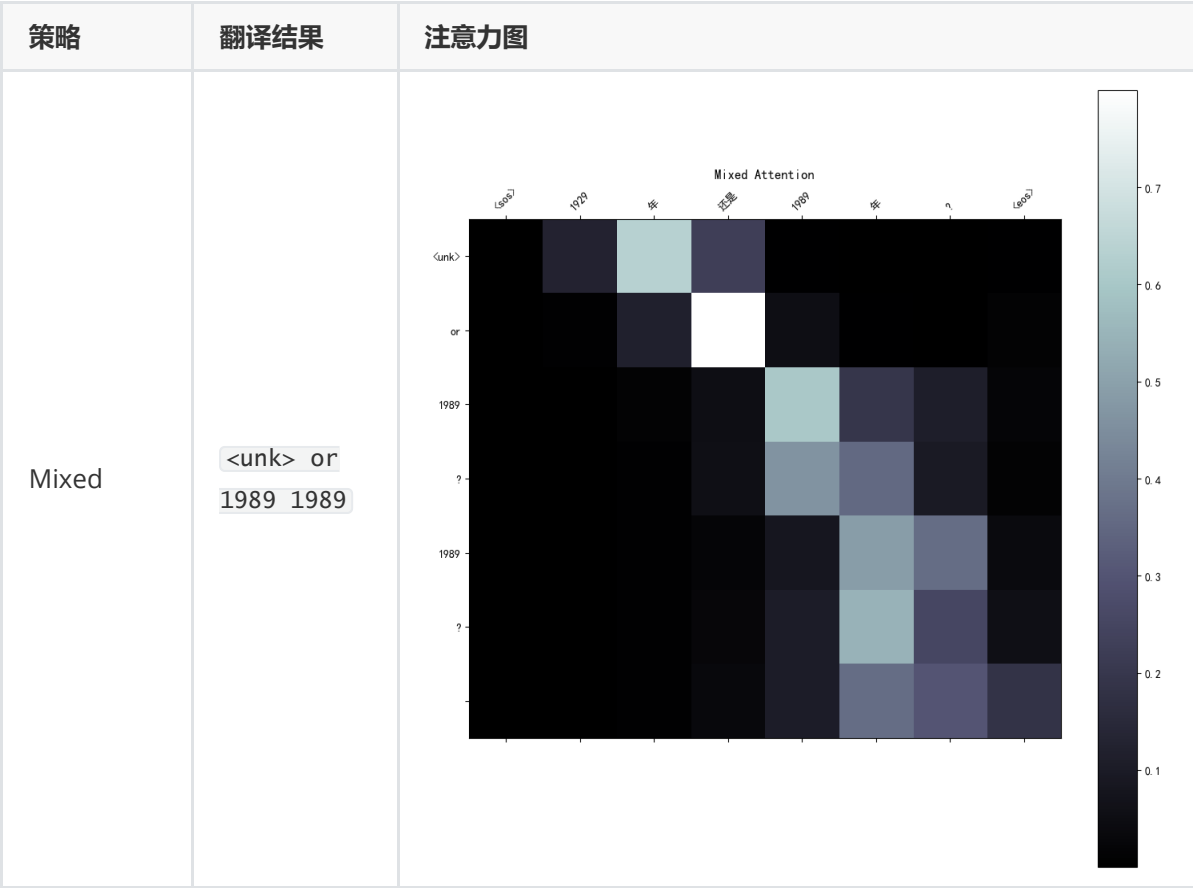 策略 翻译结果 注意力图
Mixed
<unk> or
1989 1989
Mixed Attention
<sos> 1929 年 还是 1989 年 ? <eos>
<unk>
or
1989
?
1989
?
0.7
0.6
0.5
0.4
0.3
0.2
0.1